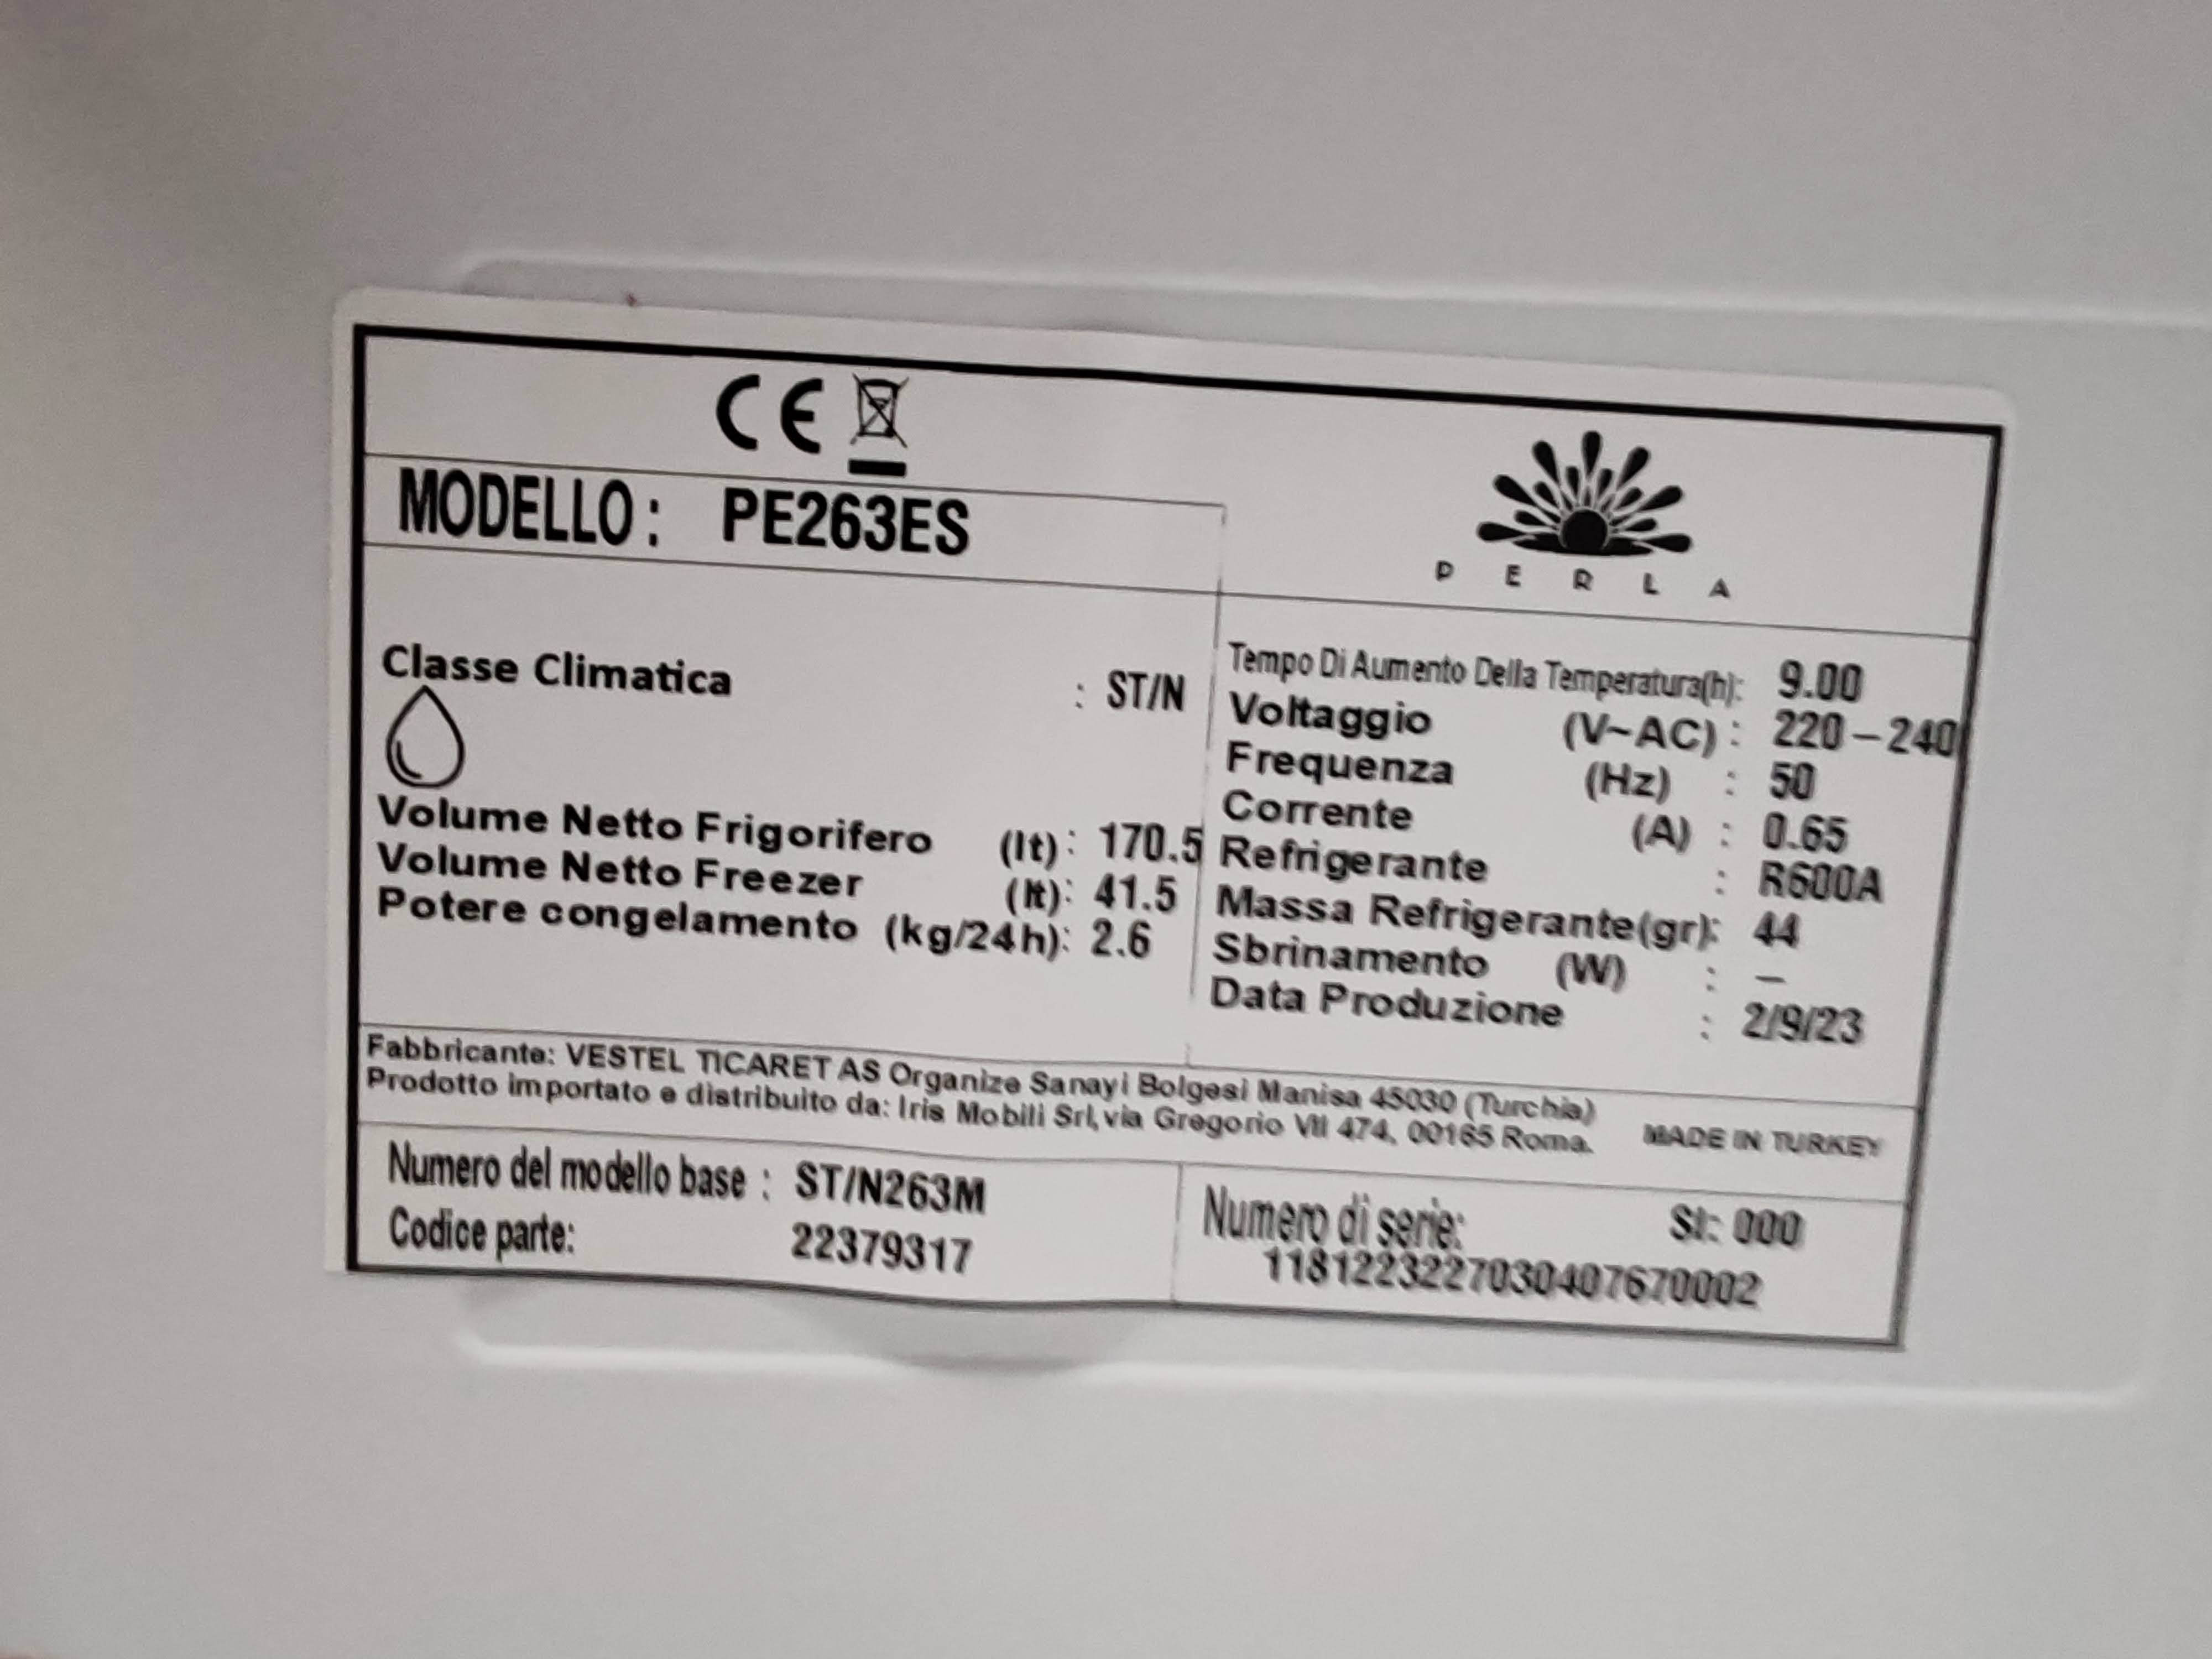 CE
MODELLO : PE263ES
PERLA
Classe Climatica : ST/N
Volume Netto Frigorifero (lt) : 170.5
Volume Netto Freezer (lt) : 41.5
Potere congelamento (kg/24h) : 2.6
Tempo Di Aumento Della Temperatura(h): 9.00
Voltaggio (V~AC) : 220-240
Frequenza (Hz) : 50
Corrente (A) : 0.65
Refrigerante : R600A
Massa Refrigerante(gr): 44
Sbrinamento (W) : –
Data Produzione : 2/9/23
Fabbricante: VESTEL TICARET AS Organize Sanayi Bolgesi Manisa 45030 (Turchia)
Prodotto importato e distribuito da: Iris Mobili Srl, via Gregorio VII 474, 00165 Roma.
MADE IN TURKEY
Numero del modello base : ST/N263M
Codice parte: 22379317
Numero di serie: SI: 000
1181223227030407670002